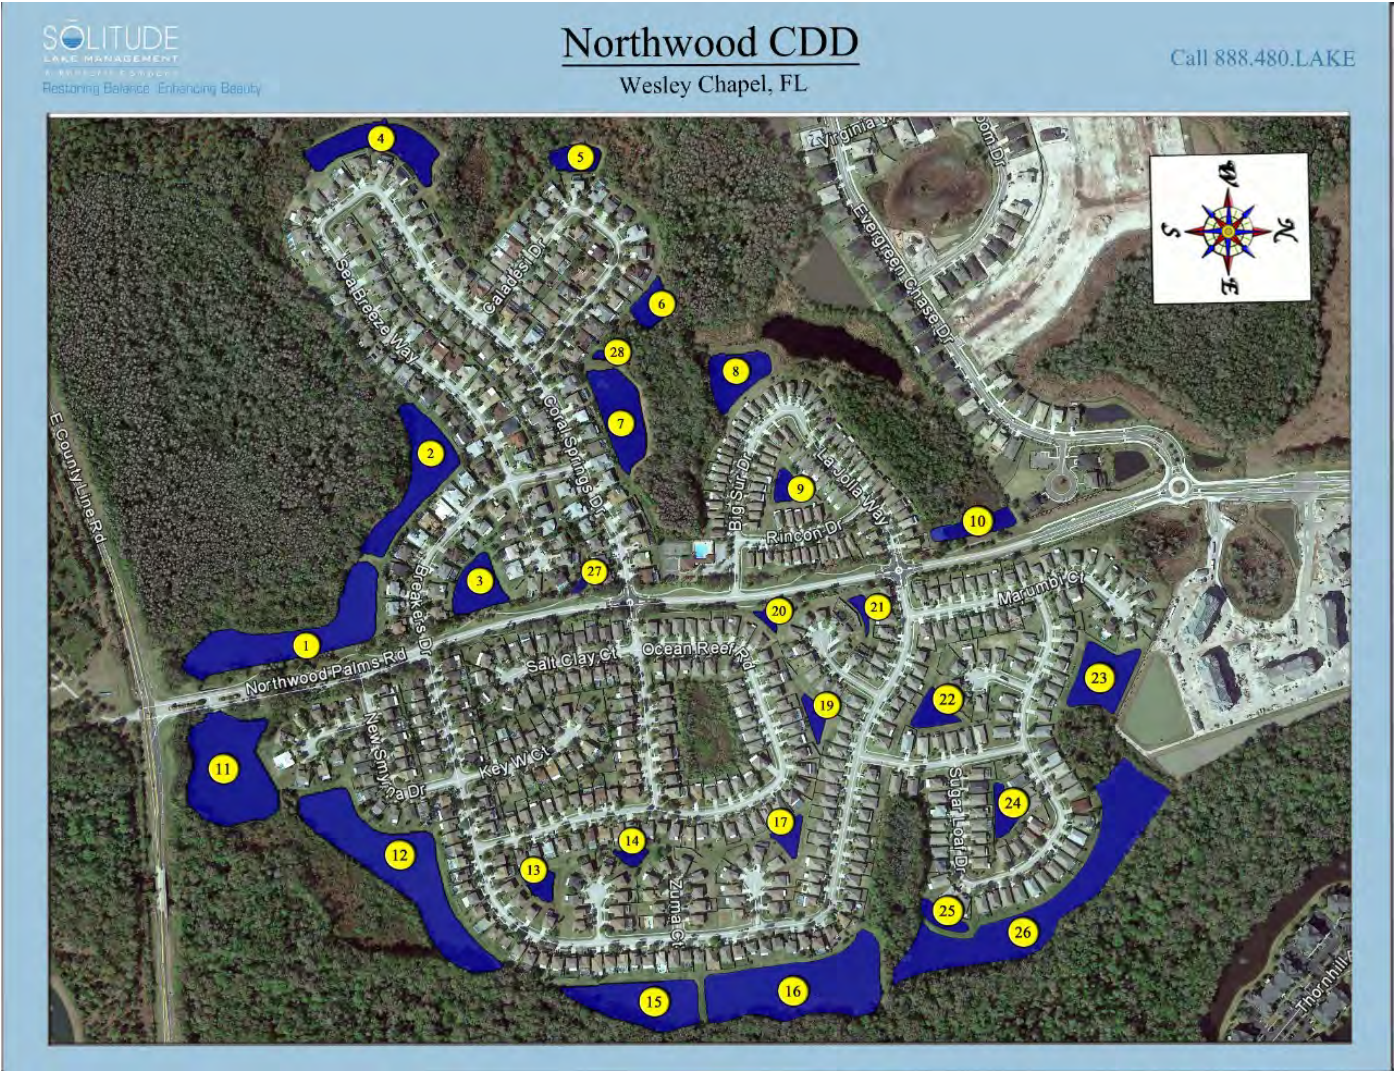 SŌLITUDE
LAKE MANAGEMENT
Restoring Balance. Enhancing Beauty
Northwood CDD
Wesley Chapel, FL
Call 888.480.LAKE
4
5
Evergreen Chase Dr
W
S
N
E
Sea Breeze Way
Caladesi Dr
6
28
8
7
Coral Springs Dr
2
E County Line Rd
La Jolla Way
Big Sur Dr
9
Rincon Dr
10
27
3
Breakers Dr
Marumby Ct
20
21
1
Northwood Palms Rd
Salt Clay Ct
Ocean Reef Rd
23
22
19
11
New Smyrna Dr
Key W Ct
Sugar Loaf Dr
24
17
14
12
13
Zuma Ct
25
26
15
16
Thornhill